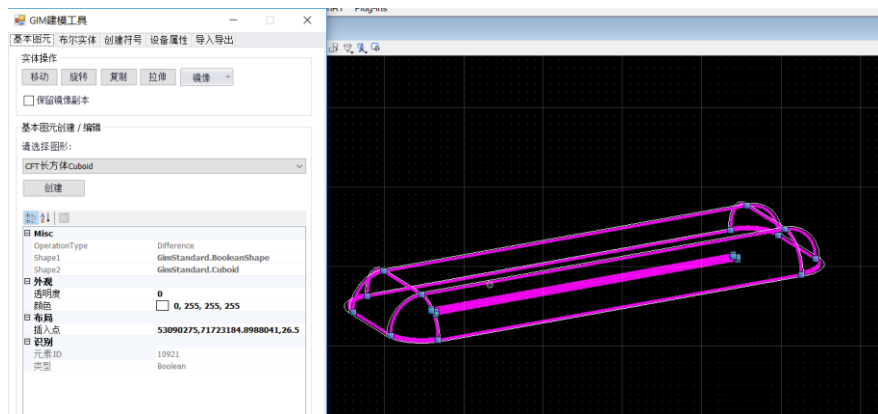 GIM建模工具
Plug-ins
基本图元 布尔实体 创建符号 设备属性 导入导出
实体操作
移动 旋转 复制 拉伸 镜像
保留镜像副本
基本图元创建 / 编辑
请选择图形:
CFT长方体Cuboid
创建
Misc
OperationType Difference
Shape1 GimStandard.BooleanShape
Shape2 GimStandard.Cuboid
外观
透明度 0
颜色 0, 255, 255, 255
布局
插入点 53090275,71723184.8988041,26.5
识别
元素ID 10921
类型 Boolean